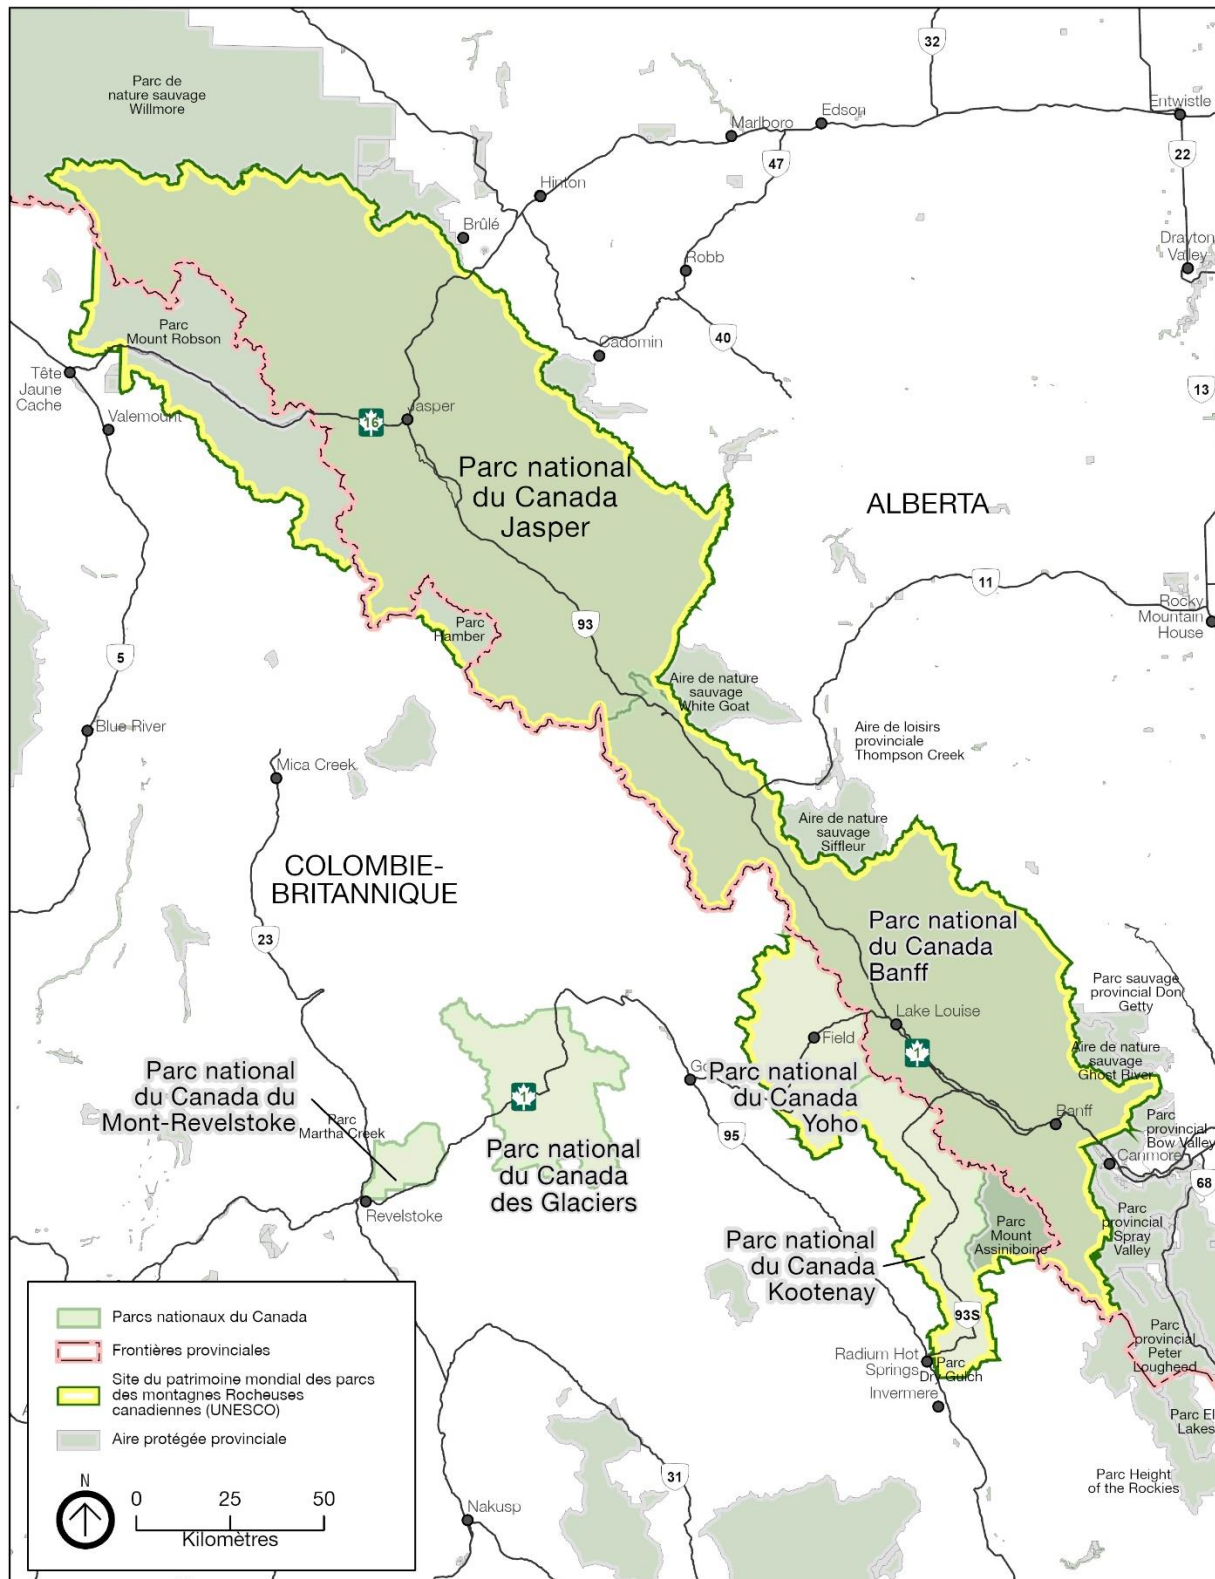 32
Parc de
nature sauvage
Willmore
Entwistle
Edson
Marlboro
22
47
Hinton
Brûlé
Drayton
Valley
Robb
Parc
Mount Robson
40
Cadomin
Tête
Jaune
Cache
13
Valemount
16
Jasper
Parc national
du Canada
Jasper
ALBERTA
11
Rocky
Mountain
House
Parc
Hamber
93
5
Aire de nature
sauvage
White Goat
Blue River
Aire de loisirs
provinciale
Thompson Creek
Mica Creek
Aire de nature
sauvage
Siffleur
COLOMBIE-
BRITANNIQUE
23
Parc national
du Canada
Banff
Parc sauvage
provincial Don
Getty
Lake Louise
Field
1
Aire de nature
sauvage
Ghost River
Parc national
du Canada du
Mont-Revelstoke
Parc
Martha Creek
1
Parc national
du Canada
Yoho
95
Banff
Parc
provincial
Bow Valley
Canmore
68
Parc national
du Canada
des Glaciers
Revelstoke
Parc
Mount
Assiniboine
Parc
provincial
Spray
Valley
Parc national
du Canada
Kootenay
93S
Radium Hot
Springs
Parc
Dry Gulch
Invermere
Parc
provincial
Peter
Lougheed
Parc El
Lakes
Parc Height
of the Rockies
31
Nakusp
Parcs nationaux du Canada
Frontières provinciales
Site du patrimoine mondial des parcs
des montagnes Rocheuses
canadiennes (UNESCO)
Aire protégée provinciale
N
0 25 50
Kilomètres